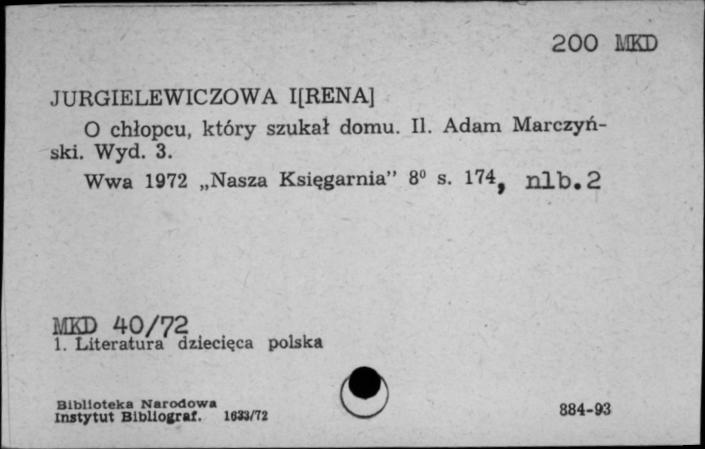 200 MKD
JURGIELEWICZOWA I[RENA]
O chłopcu, który szukał domu. Il. Adam Marczyń-
ski. Wyd. 3.
Wwa 1972 „Nasza Księgarnia” 8⁰ s. 174, nlb.2
MKD 40/72
1. Literatura dziecięca polska
Biblioteka Narodowa
Instytut Bibliograf. 1633/72
884-93